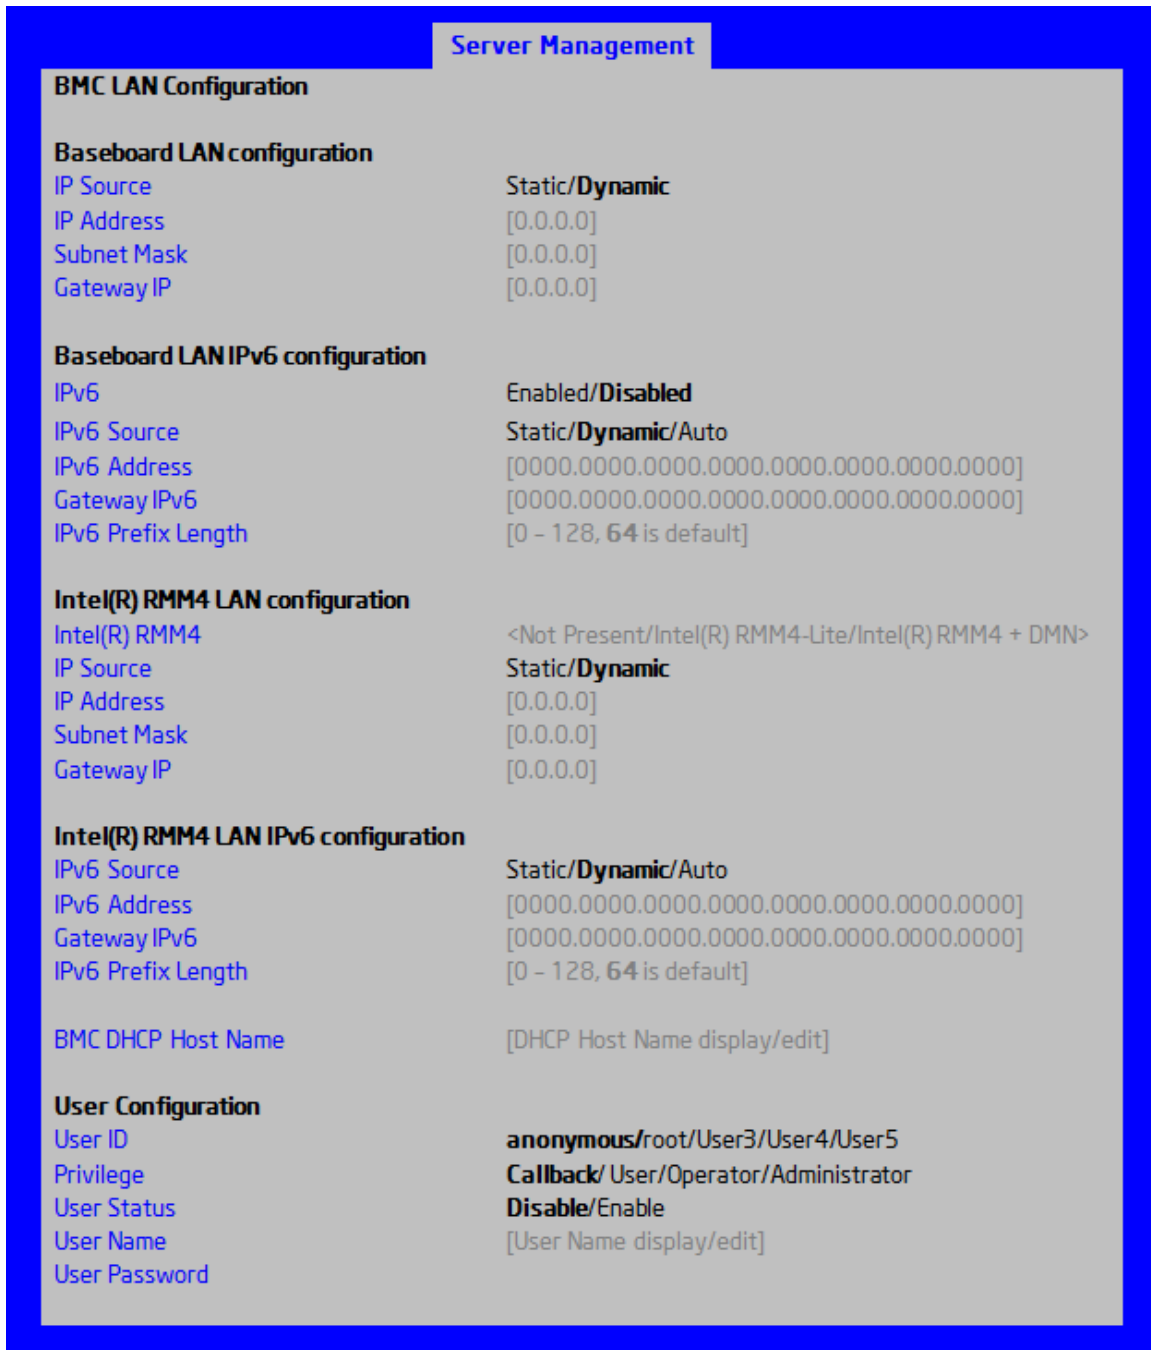 Server Management
BMC LAN Configuration
Baseboard LAN configuration
IP Source Static/Dynamic
IP Address [0.0.0.0]
Subnet Mask [0.0.0.0]
Gateway IP [0.0.0.0]
Baseboard LAN IPv6 configuration
IPv6 Enabled/Disabled
IPv6 Source Static/Dynamic/Auto
IPv6 Address [0000.0000.0000.0000.0000.0000.0000.0000]
Gateway IPv6 [0000.0000.0000.0000.0000.0000.0000.0000]
IPv6 Prefix Length [0 – 128, 64 is default]
Intel(R) RMM4 LAN configuration
Intel(R) RMM4 <Not Present/Intel(R) RMM4-Lite/Intel(R) RMM4 + DMN>
IP Source Static/Dynamic
IP Address [0.0.0.0]
Subnet Mask [0.0.0.0]
Gateway IP [0.0.0.0]
Intel(R) RMM4 LAN IPv6 configuration
IPv6 Source Static/Dynamic/Auto
IPv6 Address [0000.0000.0000.0000.0000.0000.0000.0000]
Gateway IPv6 [0000.0000.0000.0000.0000.0000.0000.0000]
IPv6 Prefix Length [0 – 128, 64 is default]
BMC DHCP Host Name [DHCP Host Name display/edit]
User Configuration
User ID anonymous/root/User3/User4/User5
Privilege Callback/ User/Operator/Administrator
User Status Disable/Enable
User Name [User Name display/edit]
User Password